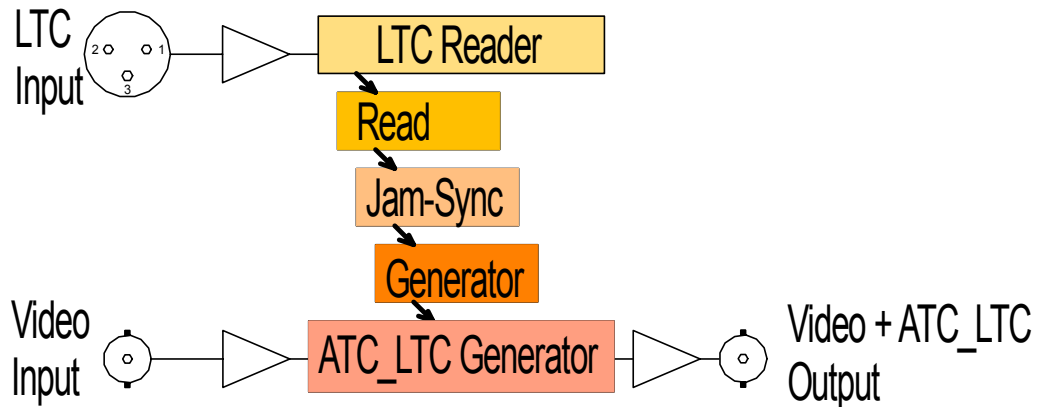 LTC
Input
2 1
3
LTC Reader
Read
Jam-Sync
Generator
Video
Input
ATC_LTC Generator
Video + ATC_LTC
Output